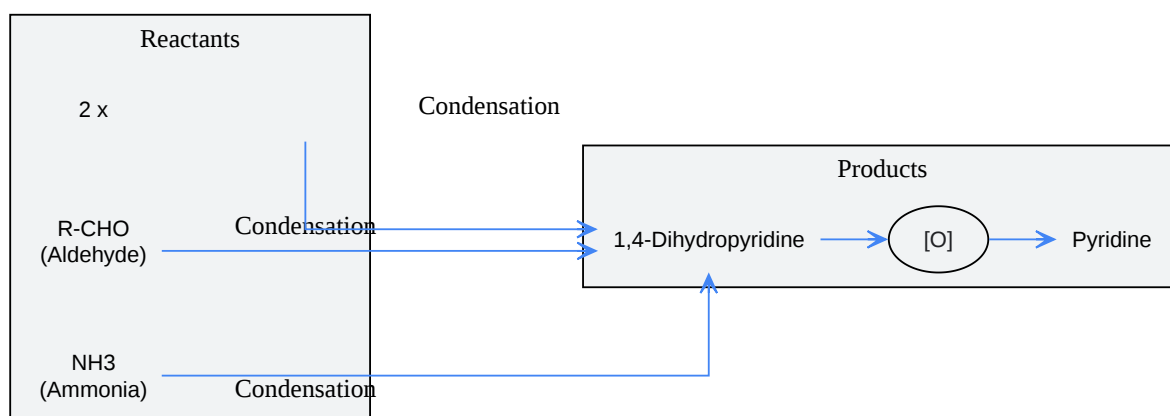 Reactants
2 x
Condensation
Products
R-CHO
(Aldehyde)
Condensation
1,4-Dihydropyridine
[O]
Pyridine
NH3
(Ammonia)
Condensation